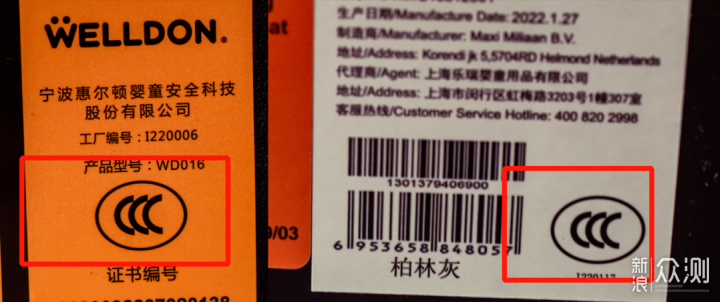 WELLDON.
宁波惠尔顿婴童安全科技
股份有限公司
工厂编号:I220006
产品型号:WD016
CCC
证书编号
9/03
生产日期/Manufacture Date: 2022.1.27
制造商/Manufacturer: Maxi Miliaan B.V.
地址/Address: Korendi jk 5,5704RD Helmond Netherlands
代理商/Agent: 上海乐瑞婴童用品有限公司
地址/Address: 上海市闵行区虹梅路3203号1幢307室
客服热线/Customer Service Hotline: 400 820 2998
1301379406900
6 953658 848057
柏林灰
CCC
I220117
新浪众测